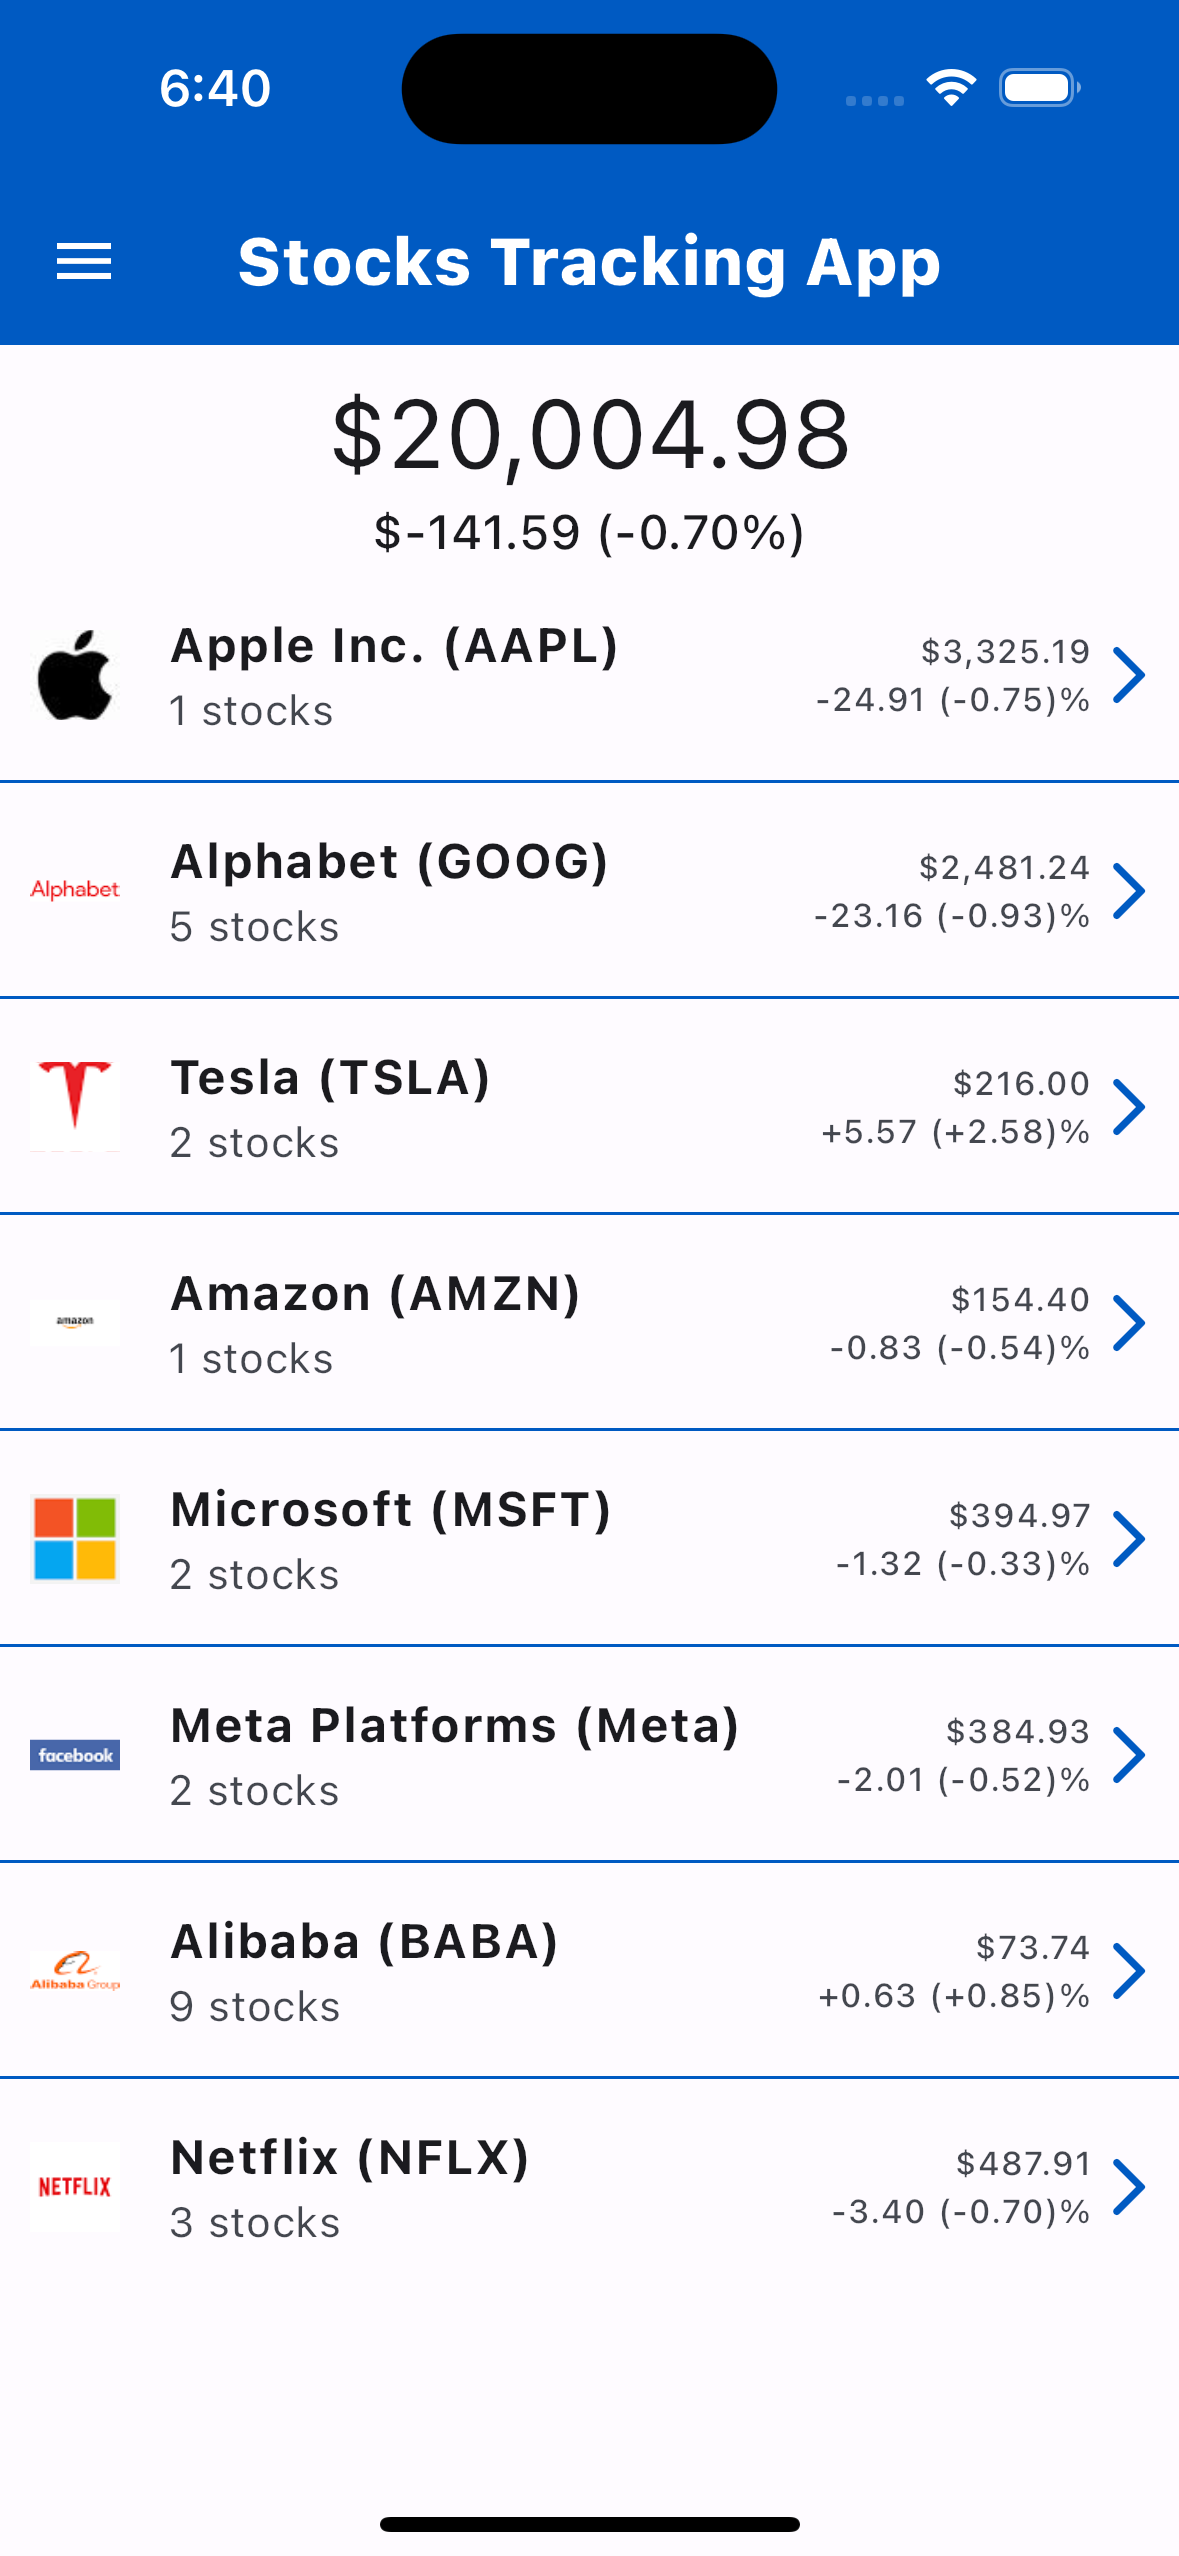 6:40
Stocks Tracking App
$20,004.98
$-141.59 (-0.70%)
Apple Inc. (AAPL)
1 stocks
$3,325.19
-24.91 (-0.75)%
Alphabet
Alphabet (GOOG)
5 stocks
$2,481.24
-23.16 (-0.93)%
Tesla (TSLA)
2 stocks
$216.00
+5.57 (+2.58)%
amazon
Amazon (AMZN)
1 stocks
$154.40
-0.83 (-0.54)%
Microsoft (MSFT)
2 stocks
$394.97
-1.32 (-0.33)%
facebook
Meta Platforms (Meta)
2 stocks
$384.93
-2.01 (-0.52)%
Alibaba Group
Alibaba (BABA)
9 stocks
$73.74
+0.63 (+0.85)%
NETFLIX
Netflix (NFLX)
3 stocks
$487.91
-3.40 (-0.70)%